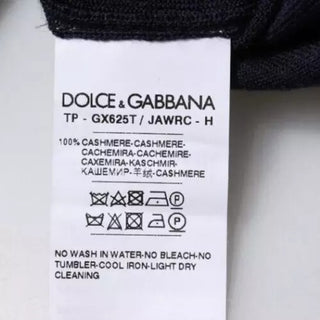 DOLCE & GABBANA
TP - GX625T / JAWRC - H
100% CASHMERE-CASHMERE-
CACHEMIRA-CACHEMIRE-
CAXEMIRA-KASCHMIR-
КАШЕМИР-羊绒-CASHMERE
NO WASH IN WATER-NO BLEACH-NO
TUMBLER-COOL IRON-LIGHT DRY
CLEANING